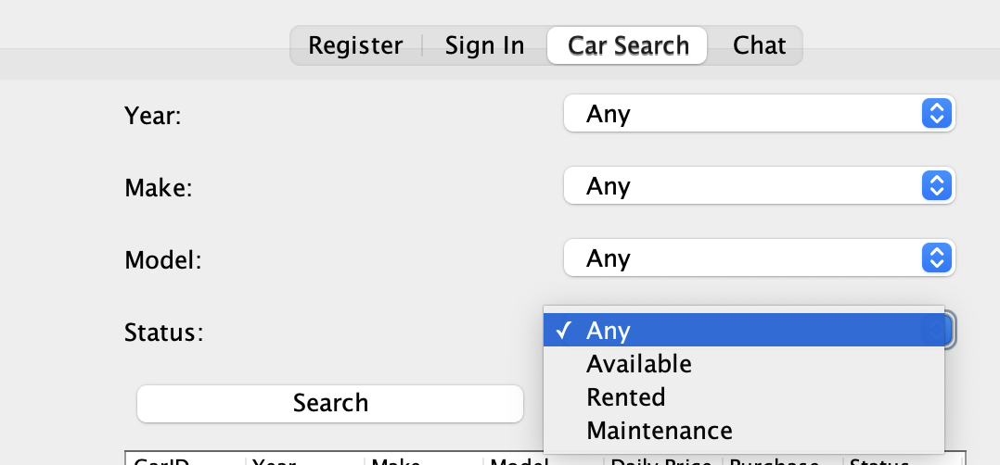 Register Sign In Car Search Chat
Year: Any
Make: Any
Model: Any
Status: ✓ Any
Available
Rented
Search
Maintenance
CarID Year Make Model Daily Price Purchase Status